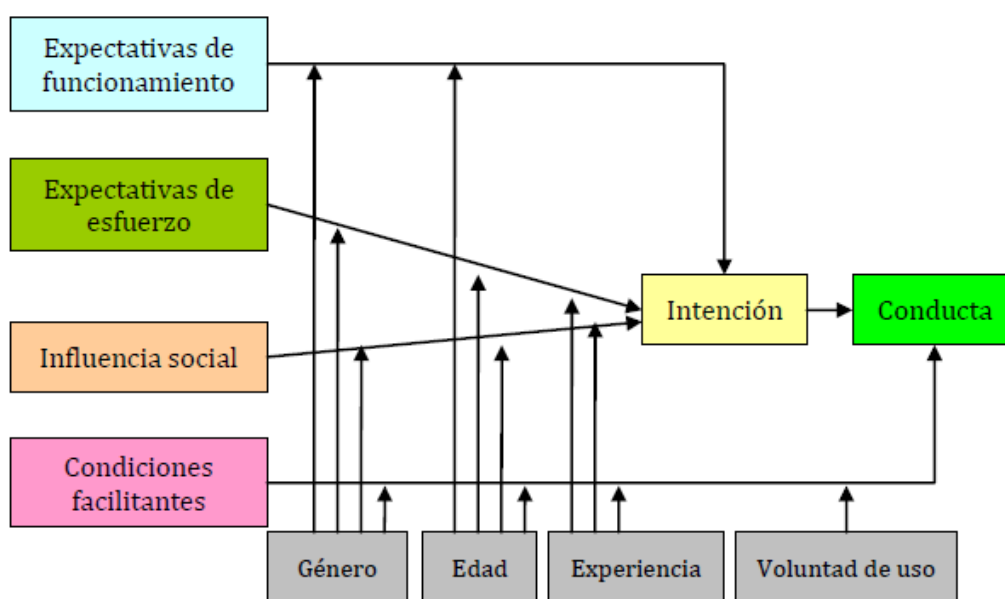 Expectativas de
funcionamiento
Expectativas de
esfuerzo
Intención
Conducta
Influencia social
Condiciones
facilitantes
Género
Edad
Experiencia
Voluntad de uso